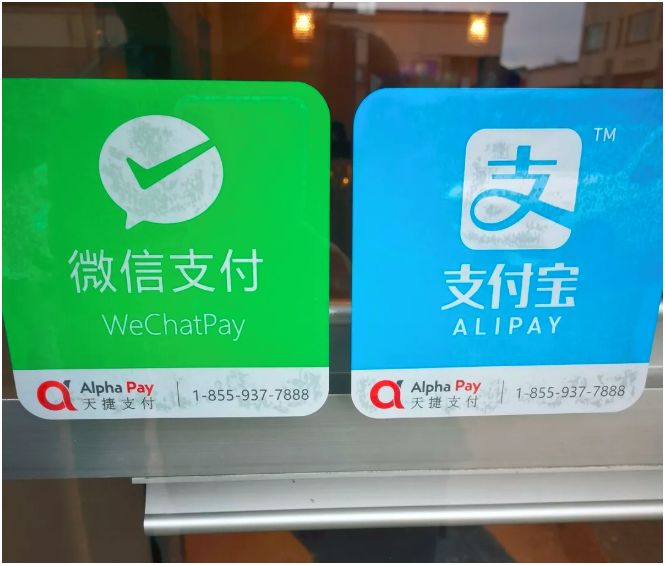 微信支付
WeChatPay
Alpha Pay
天捷支付
1-855-937-7888
支
TM
支付宝
ALIPAY
Alpha Pay
天捷支付
1-855-937-7888